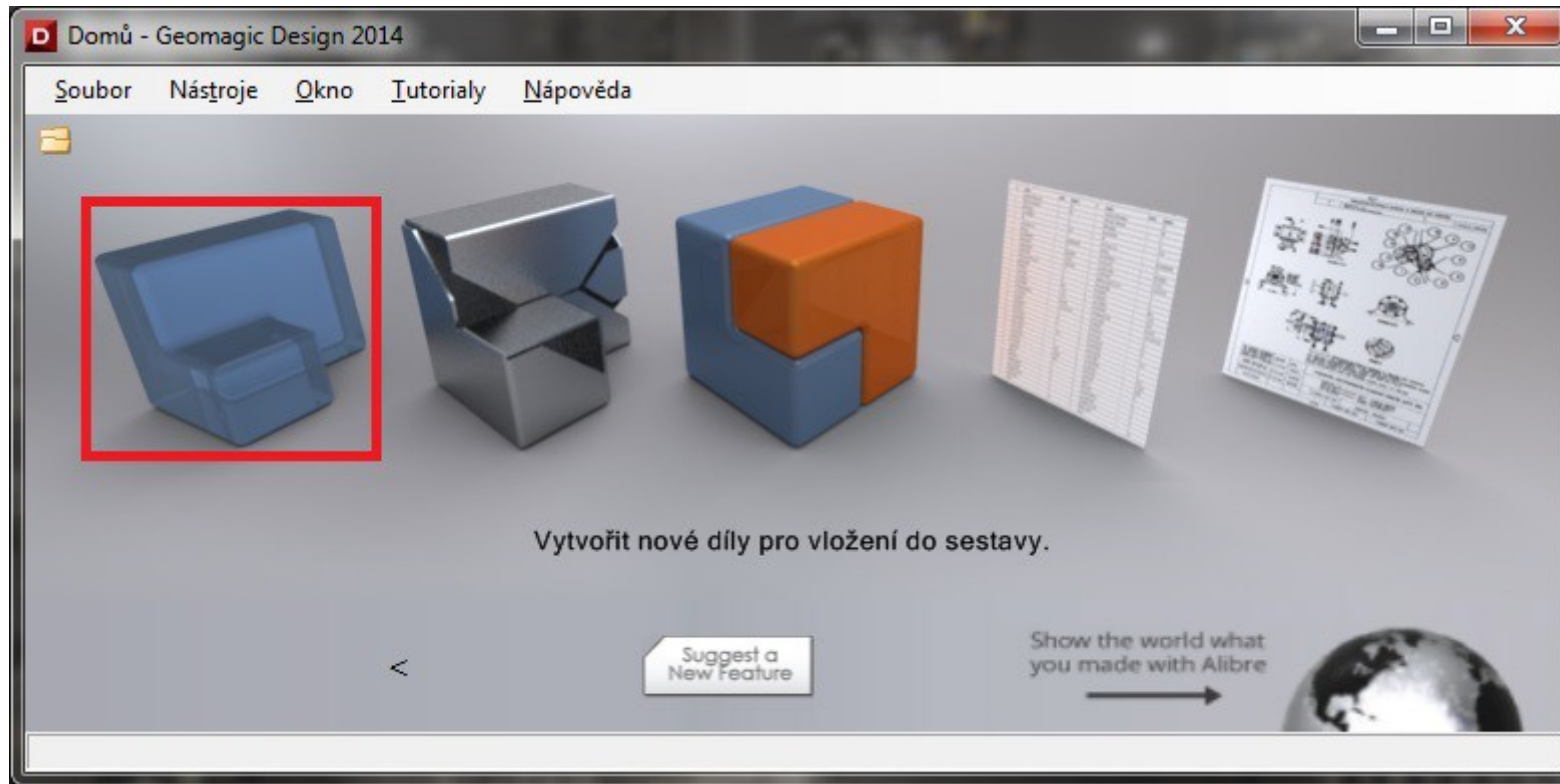 D Domů - Geomagic Design 2014
X
Soubor Nástroje Okno Tutorialy Nápověda
Vytvořit nové díly pro vložení do sestavy.
<
Suggest a
New Feature
Show the world what
you made with Alibre